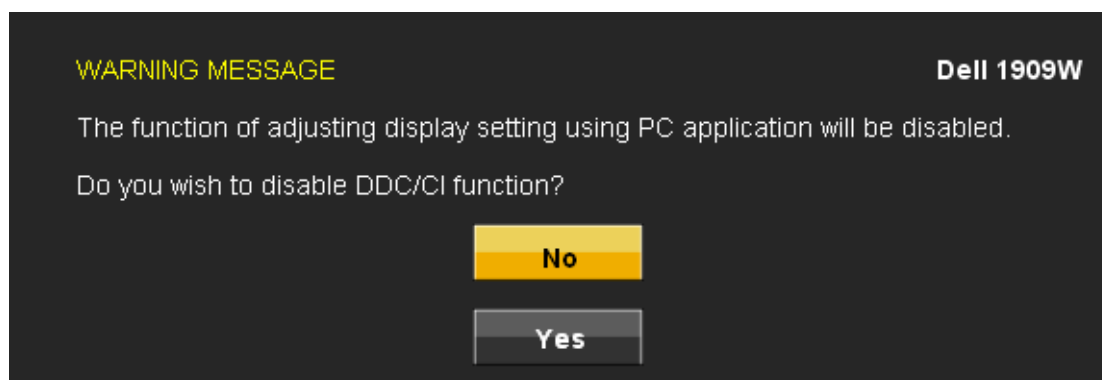 WARNING MESSAGE Dell 1909W
The function of adjusting display setting using PC application will be disabled.
Do you wish to disable DDC/CI function?
No
Yes